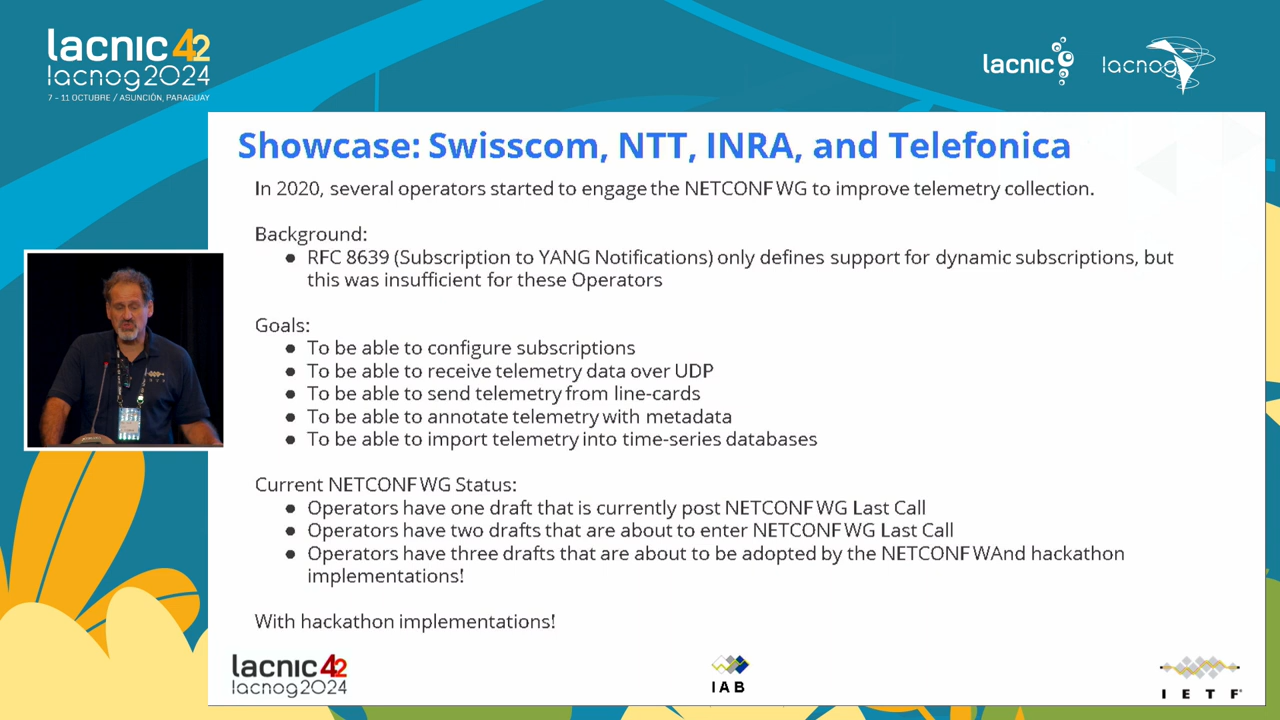 lacnic 42
lacnog2024
7 - 11 OCTUBRE / ASUNCIÓN, PARAGUAY
lacnic
lacnog
Showcase: Swisscom, NTT, INRA, and Telefonica
In 2020, several operators started to engage the NETCONF WG to improve telemetry collection.
Background:
● RFC 8639 (Subscription to YANG Notifications) only defines support for dynamic subscriptions, but
this was insufficient for these Operators
Goals:
● To be able to configure subscriptions
● To be able to receive telemetry data over UDP
● To be able to send telemetry from line-cards
● To be able to annotate telemetry with metadata
● To be able to import telemetry into time-series databases
Current NETCONF WG Status:
● Operators have one draft that is currently post NETCONF WG Last Call
● Operators have two drafts that are about to enter NETCONF WG Last Call
● Operators have three drafts that are about to be adopted by the NETCONF WAnd hackathon
implementations!
With hackathon implementations!
lacnic 42
lacnog2024
IAB
IETF